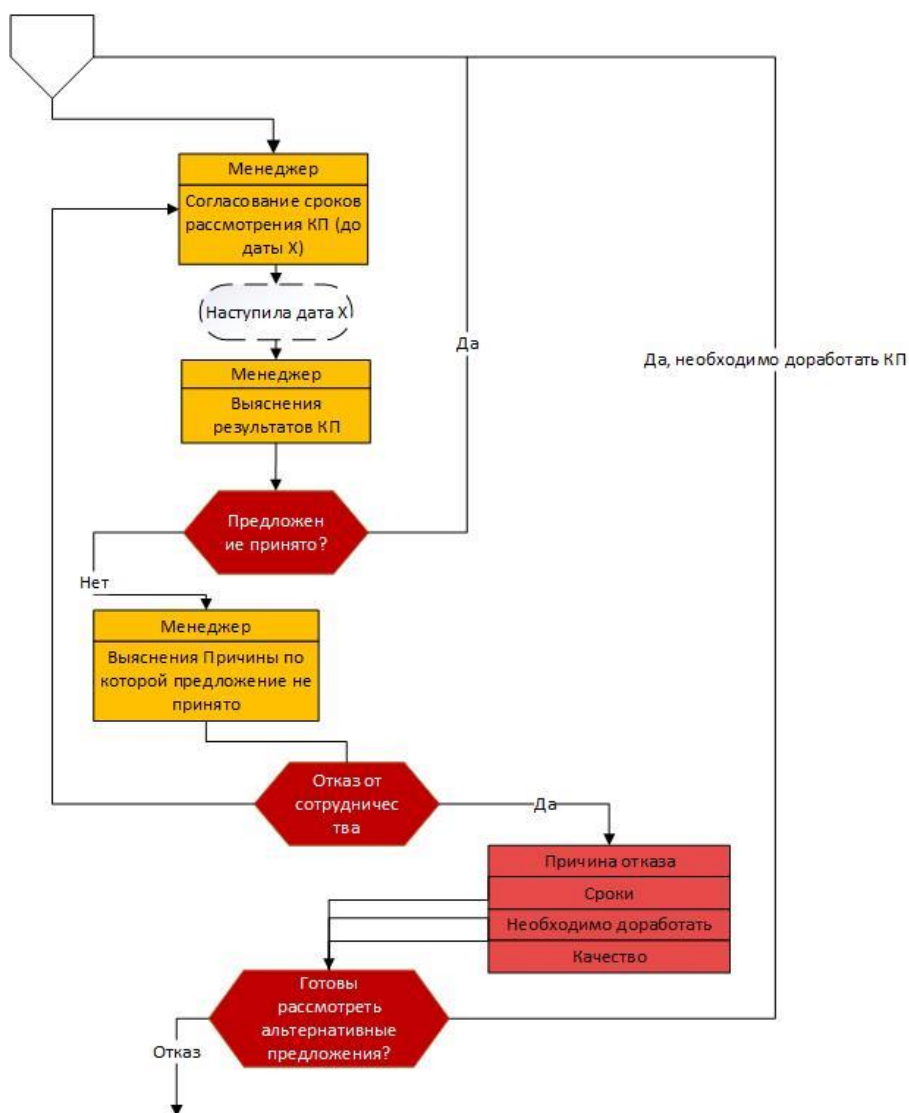 Менеджер
Согласование сроков
рассмотрения КП (до
даты X)
Наступила дата X
Да
Да, необходимо доработать КП
Менеджер
Выяснения
результатов КП
Предложен
ие принято?
Нет
Менеджер
Выяснения Причины по
которой предложение не
принято
Отказ от
сотрудничес
тва
Да
Причина отказа
Сроки
Необходимо доработать
Качество
Готовы
рассмотреть
альтернативные
предложения?
Отказ